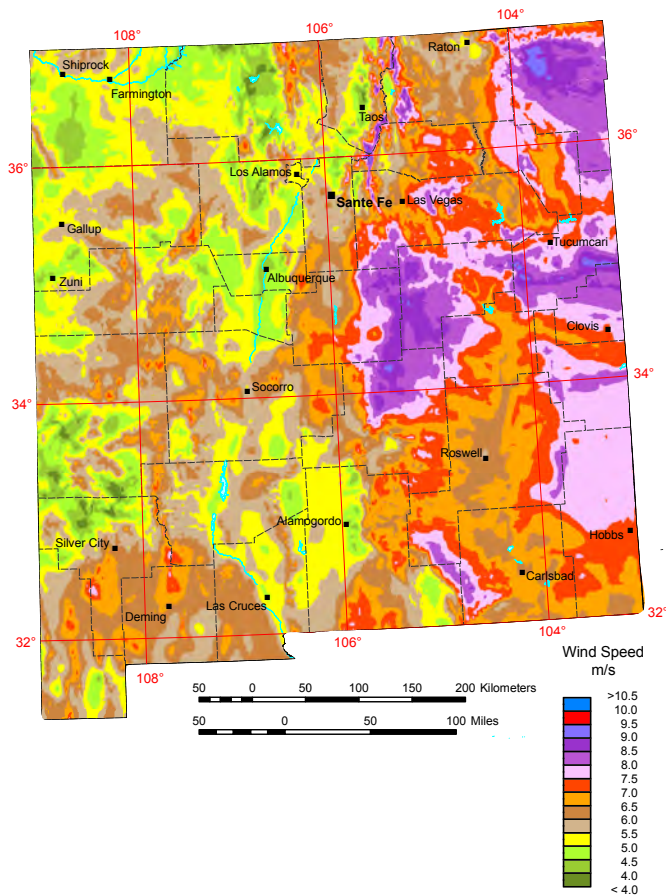 104°
106°
108°
Raton
Shiprock
Farmington
Taos
36°
36°
Los Alamos
Sante Fe
Las Vegas
Gallup
Tucumcari
Zuni
Albuquerque
Clovis
34°
34°
Socorro
Roswell
Alamogordo
Hobbs
Silver City
Carsbad
Deming
Las Cruces
32°
32°
106°
104°
108°
Wind Speed
m/s
50 0 50 100 150 200 Kilometers
50 0 50 100 Miles
>10.5
10.0
9.5
9.0
8.5
8.0
7.5
7.0
6.5
6.0
5.5
5.0
4.5
4.0
< 4.0